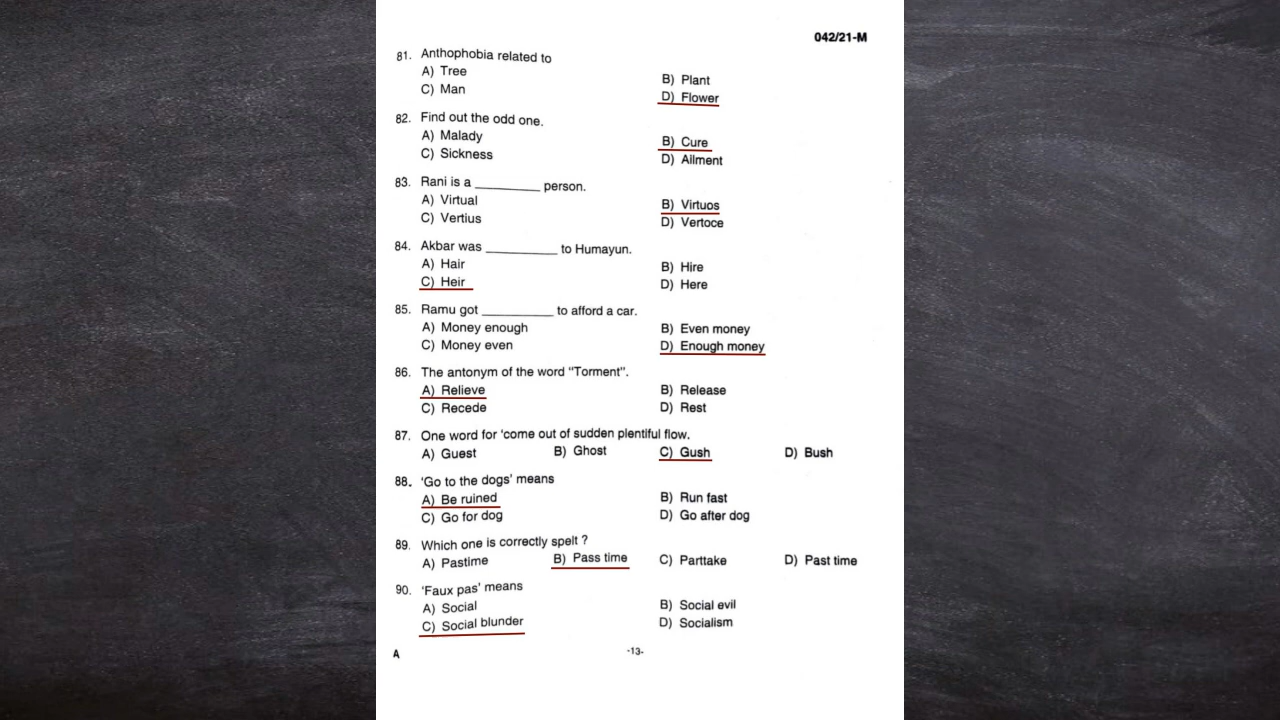 042/21-M
81. Anthophobia related to
A) Tree B) Plant
C) Man D) Flower
82. Find out the odd one.
A) Malady B) Cure
C) Sickness D) Ailment
83. Rani is a __________ person.
A) Virtual B) Virtuos
C) Vertius D) Vertoce
84. Akbar was ___________ to Humayun.
A) Hair B) Hire
C) Heir D) Here
85. Ramu got ___________ to afford a car.
A) Money enough B) Even money
C) Money even D) Enough money
86. The antonym of the word "Torment".
A) Relieve B) Release
C) Recede D) Rest
87. One word for 'come out of sudden plentiful flow.
A) Guest B) Ghost C) Gush D) Bush
88. 'Go to the dogs' means
A) Be ruined B) Run fast
C) Go for dog D) Go after dog
89. Which one is correctly spelt ?
A) Pastime B) Pass time C) Parttake D) Past time
90. 'Faux pas' means
A) Social B) Social evil
C) Social blunder D) Socialism
A -13-